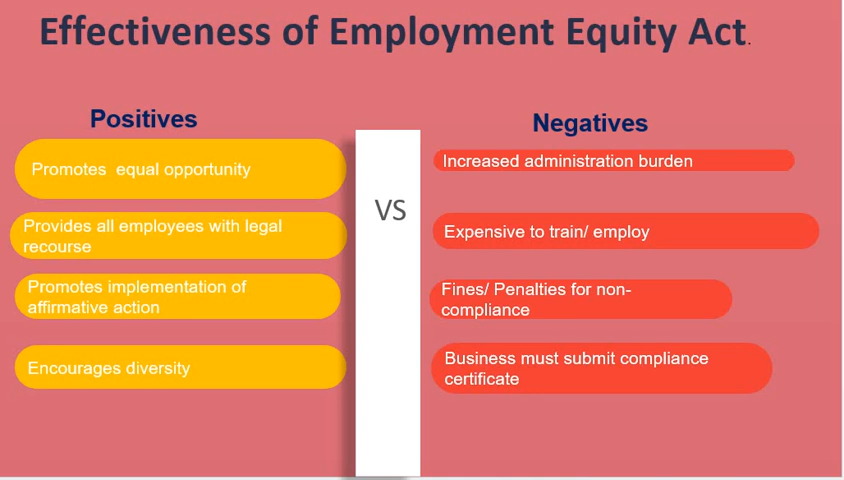 Effectiveness of Employment Equity Act.
Positives
Promotes equal opportunity
Provides all employees with legal
recourse
Promotes implementation of
affirmative action
Encourages diversity
VS
Negatives
Increased administration burden
Expensive to train/ employ
Fines/ Penalties for non-
compliance
Business must submit compliance
certificate